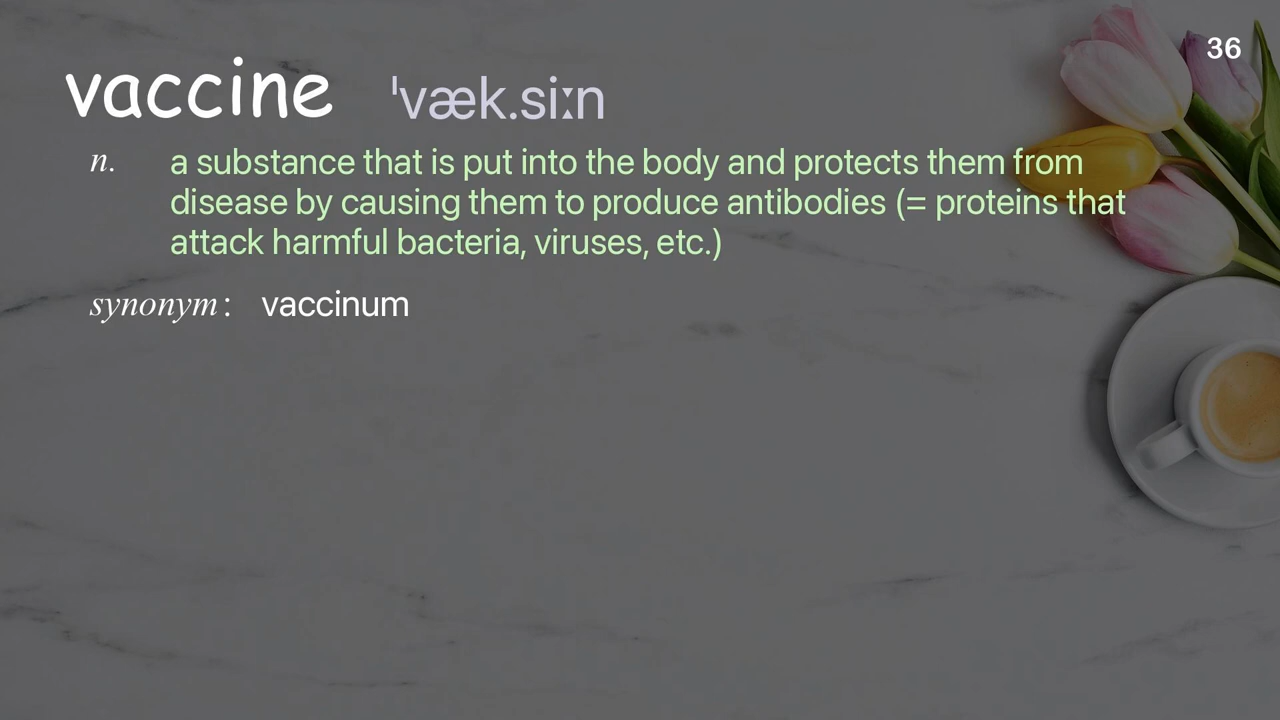 36
vaccine ˈvæk.siːn
n. a substance that is put into the body and protects them from
disease by causing them to produce antibodies (= proteins that
attack harmful bacteria, viruses, etc.)
synonym: vaccinum